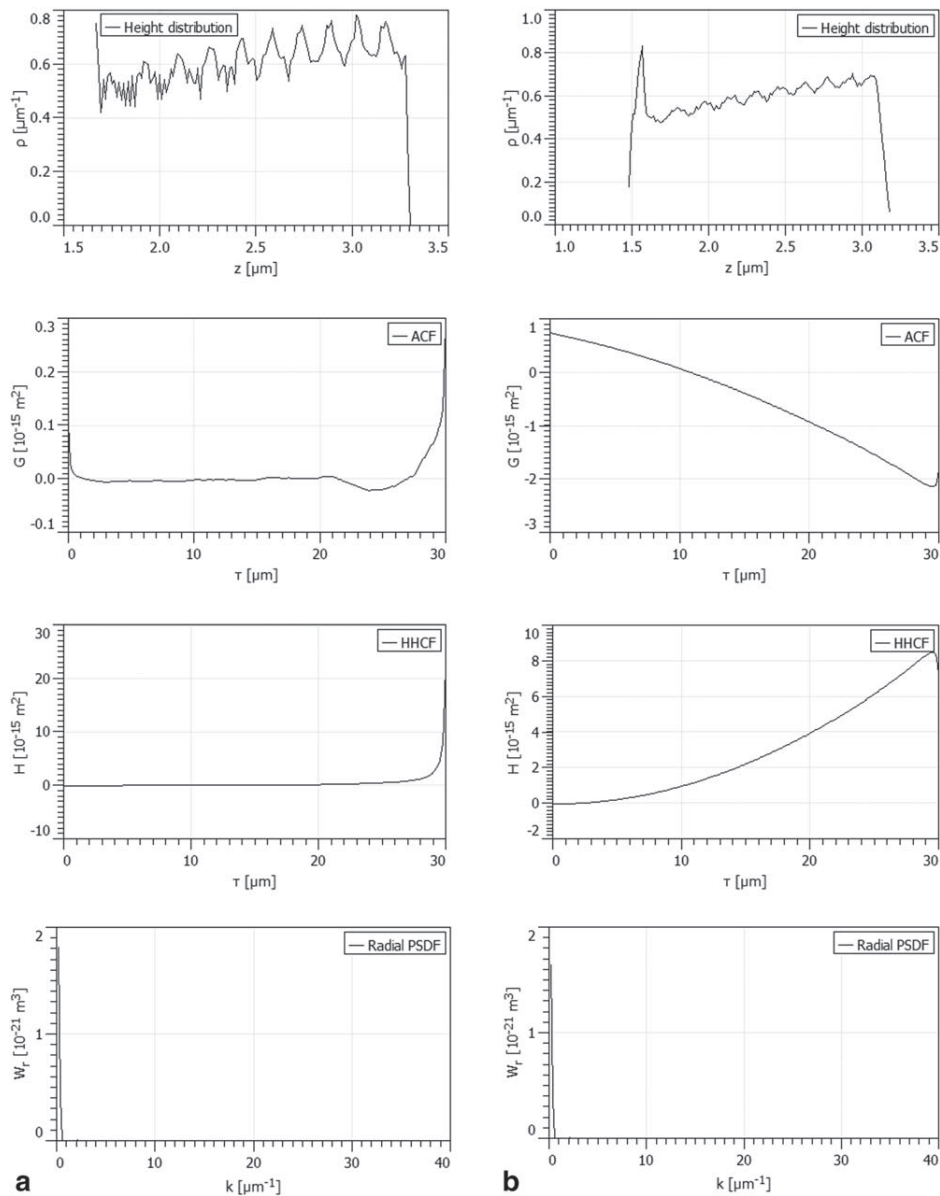 0.8
0.6
0.4
0.2
0.0
ρ [µm⁻¹]
Height distribution
1.5 2.0 2.5 3.0 3.5
z [µm]
1.0
0.8
0.6
0.4
0.2
0.0
ρ [µm⁻¹]
Height distribution
1.0 1.5 2.0 2.5 3.0 3.5
z [µm]
0.3
0.2
0.1
0.0
-0.1
G [10⁻¹⁵ m²]
ACF
0 10 20 30
τ [µm]
1
0
-1
-2
-3
G [10⁻¹⁵ m²]
ACF
0 10 20 30
τ [µm]
30
20
10
0
-10
H [10⁻¹⁵ m²]
HHCF
0 10 20 30
τ [µm]
10
8
6
4
2
0
-2
H [10⁻¹⁵ m²]
HHCF
0 10 20 30
τ [µm]
2
1
0
Wᵣ [10⁻²¹ m³]
Radial PSDF
0 10 20 30 40
k [µm⁻¹]
a
2
1
0
Wᵣ [10⁻²¹ m³]
Radial PSDF
0 10 20 30 40
k [µm⁻¹]
b